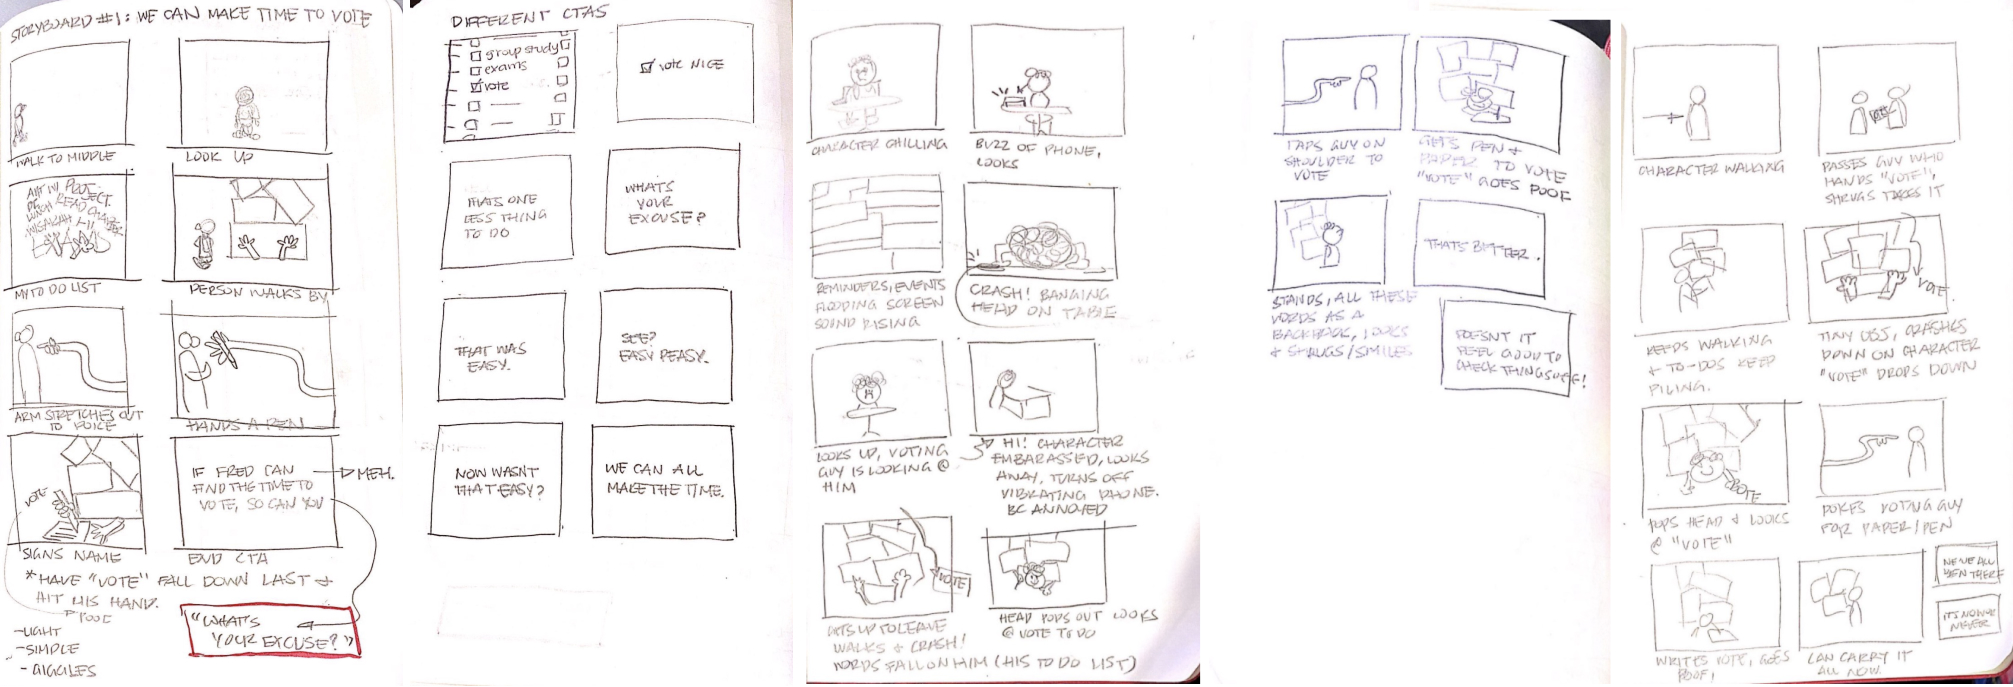 STORYBOARD #1: WE CAN MAKE TIME TO VOTE
WALK TO MIDDLE
LOOK UP
MY TO DO LIST
PERSON WALKS BY
ARM STRETCHES OUT
TO POKE
HANDS A PEN
VOTE
SIGNS NAME
IF FRED CAN
FIND THE TIME TO
VOTE, SO CAN YOU
MEH.
END CTA
*HAVE "VOTE" FALL DOWN LAST &
HIT HIS HAND.
POOF
-LIGHT
-SIMPLE
- GIGGLES
"WHAT'S
YOUR EXCUSE?"
DIFFERENT CTAS
group study
exams
vote
vote NICE
THATS ONE
LESS THING
TO DO
WHATS
YOUR
EXCUSE?
THAT WAS
EASY.
SEE?
EASY PEASY.
NOW WASNT
THAT EASY?
WE CAN ALL
MAKE THE TIME.
CHARACTER CHILLING
BUZZ OF PHONE,
LOOKS
REMINDERS, EVENTS
FLOODING SCREEN
SOUND RISING
CRASH! BANGING
HEAD ON TABLE
LOOKS UP, VOTING
GUY IS LOOKING @
HIM
HI! CHARACTER
EMBARASSED, LOOKS
AWAY, TURNS OFF
VIBRATING PHONE.
BC ANNOYED
VOTE
GETS UP TO LEAVE
WALKS & CRASH!
WORDS FALL ON HIM (HIS TO DO LIST)
HEAD POPS OUT LOOKS
@ VOTE TO DO
TAPS GUY ON
SHOULDER TO
VOTE
GETS PEN &
PAPER TO VOTE
"VOTE" GOES POOF
STANDS, ALL THESE
WORDS AS A
BACKPACK, LOOKS
& SHRUGS/SMILES
THATS BETTER.
DOESNT IT
FEEL GOOD TO
CHECK THINGS OFF!
CHARACTER WALKING
VOTE
PASSES GUY WHO
HANDS "VOTE",
SHRUGS TAKES IT
KEEPS WALKING
& TO-DOS KEEP
PILING.
VOTE.
TINY OBJ, CRASHES
DOWN ON CHARACTER
"VOTE" DROPS DOWN
VOTE
POPS HEAD & LOOKS
@ "VOTE"
POKES VOTING GUY
FOR PAPER/PEN
WRITES VOTE, GOES
POOF!
CAN CARRY IT
ALL NOW.
WE'VE ALL
BEEN THERE
ITS NOW OR
NEVER